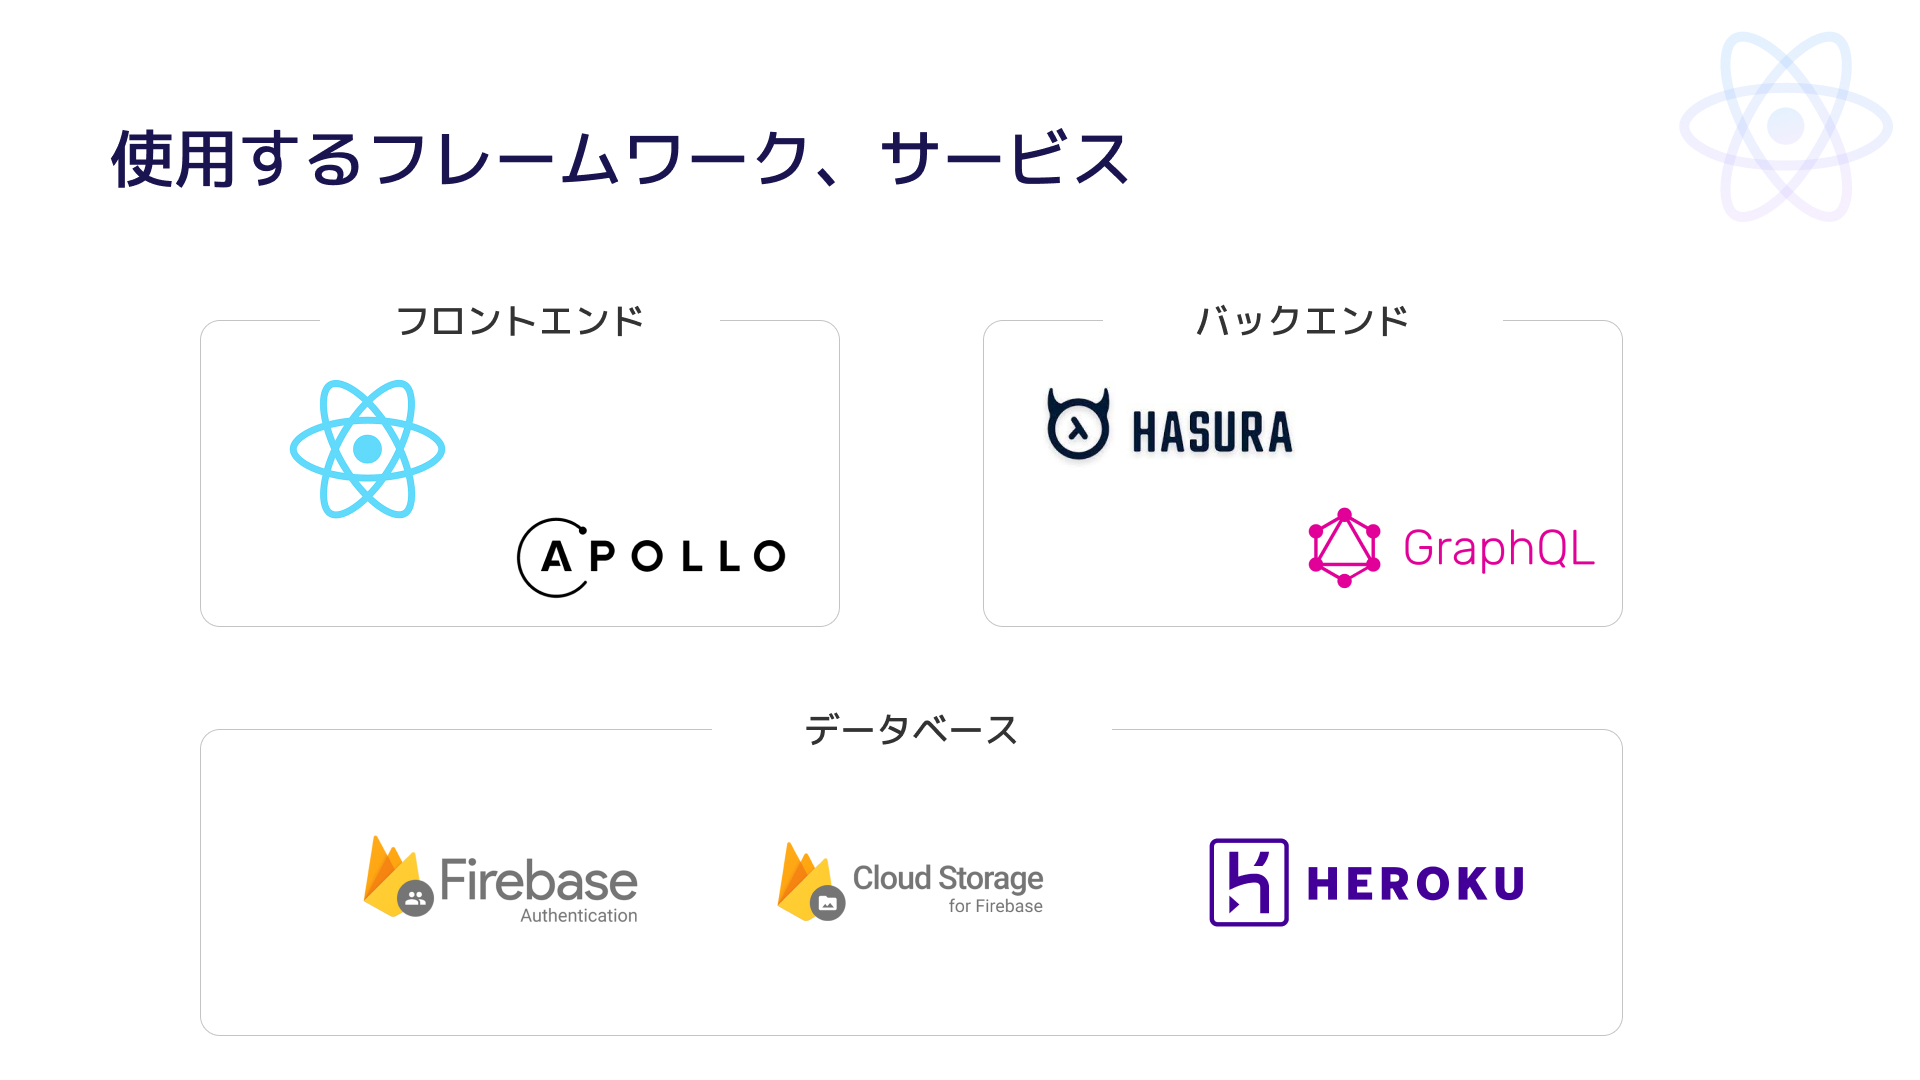 使用するフレームワーク、サービス
フロントエンド
APOLLO
バックエンド
HASURA
GraphQL
データベース
Firebase
Authentication
Cloud Storage
for Firebase
HEROKU